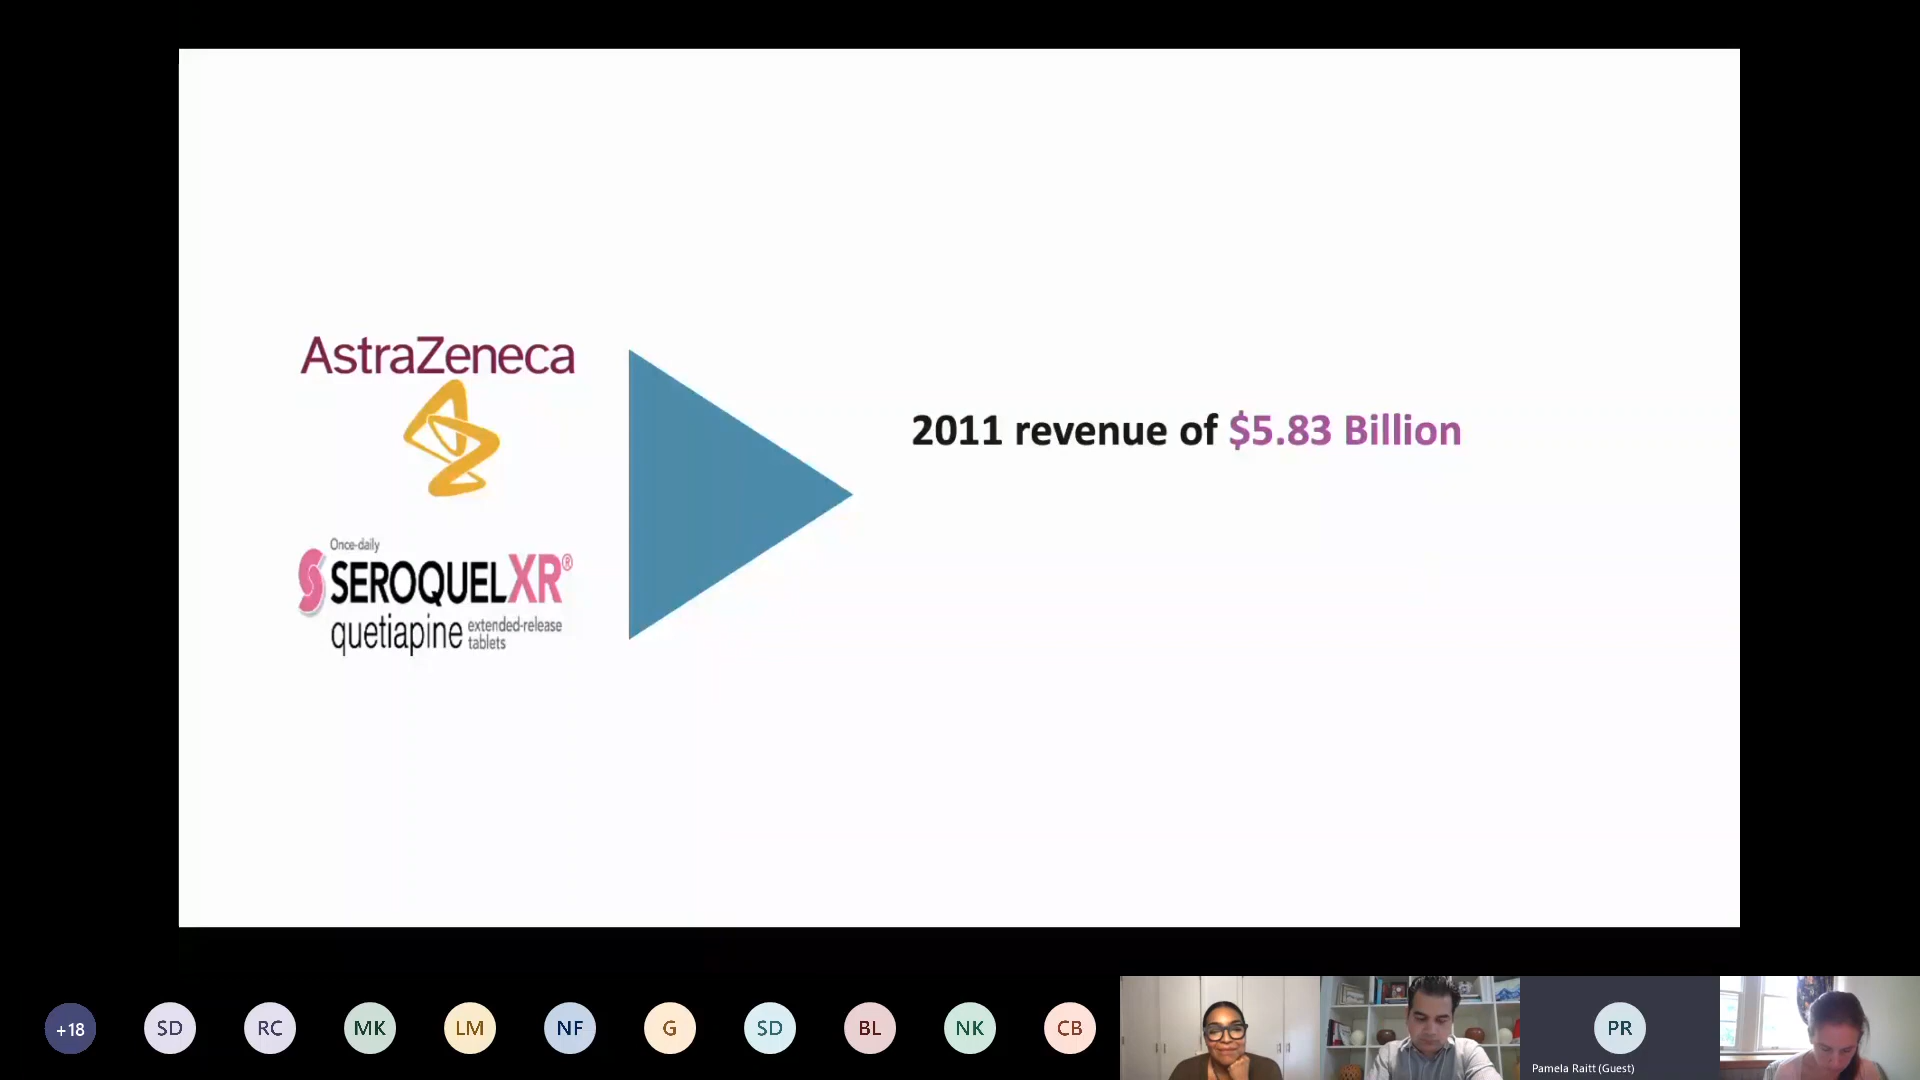 AstraZeneca
2011 revenue of $5.83 Billion
Once-daily
SEROQUEL XR®
quetiapine extended-release tablets
+18
SD
RC
MK
LM
NF
G
SD
BL
NK
CB
PR
Pamela Raitt (Guest)